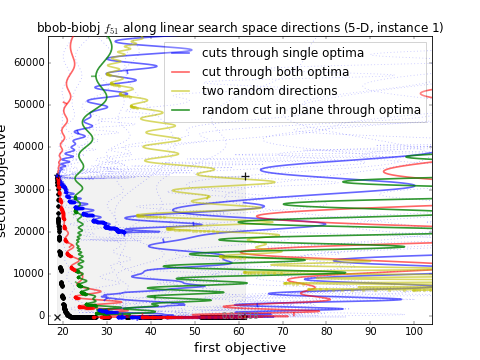 bbob-biobj f51 along linear search space directions (5-D, instance 1)
cuts through single optima
cut through both optima
two random directions
random cut in plane through optima
second objective
60000
50000
40000
30000
20000
10000
0
20 30 40 50 60 70 80 90 100
first objective